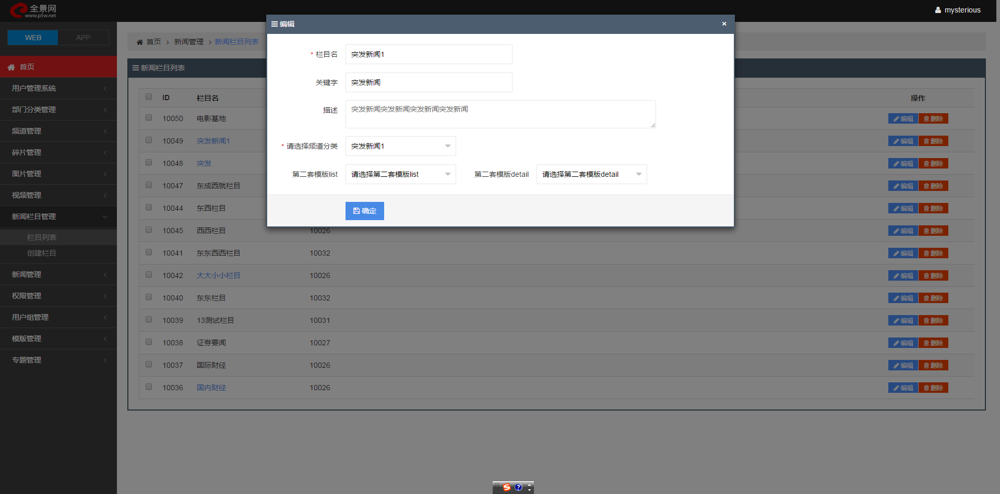 全景网
www.p5w.net
mysterious
WEB APP
首页
用户管理系统
部门分类管理
频道管理
碎片管理
图片管理
视频管理
新闻栏目管理
栏目列表
创建栏目
新闻管理
权限管理
用户组管理
模版管理
专题管理
首页 > 新闻管理 > 新闻栏目列表
新闻栏目列表
编辑 ×
* 栏目名 突发新闻1
关键字 突发新闻
描述 突发新闻突发新闻突发新闻突发新闻
* 请选择频道分类 突发新闻1
第二套模版list 请选择第二套模版list 第二套模版detail 请选择第二套模版detail
确定
ID 栏目名 操作
10050 电影基地 编辑 删除
10049 突发新闻1 编辑 删除
10048 突发 编辑 删除
10047 东成西就栏目 编辑 删除
10044 东西栏目 编辑 删除
10045 西西栏目 10026 编辑 删除
10041 东东西西栏目 10032 编辑 删除
10042 大大小小栏目 10026 编辑 删除
10040 东东栏目 10032 编辑 删除
10039 13测试栏目 10031 编辑 删除
10038 证券要闻 10027 编辑 删除
10037 国际财经 10026 编辑 删除
10036 国内财经 10026 编辑 删除